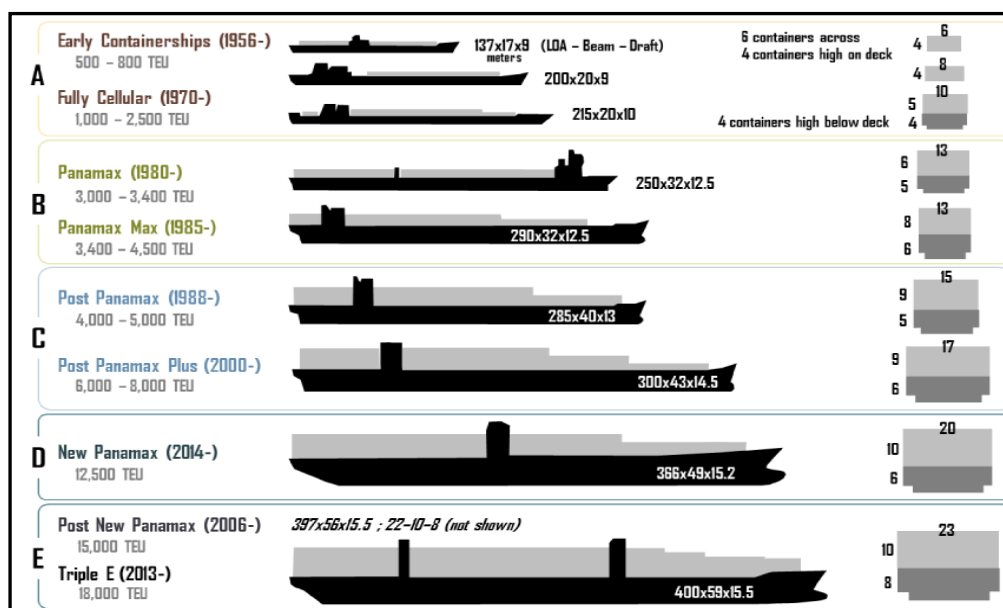 A
Early Containerships (1956-)
500 – 800 TEU
137x17x9 (LOA – Beam – Draft)
meters
6 containers across
4 containers high on deck
6
4
200x20x9
8
4
Fully Cellular (1970-)
1,000 – 2,500 TEU
215x20x10
4 containers high below deck
10
5
4
B
Panamax (1980-)
3,000 – 3,400 TEU
250x32x12.5
13
6
5
Panamax Max (1985-)
3,400 – 4,500 TEU
290x32x12.5
13
8
6
C
Post Panamax (1988-)
4,000 – 5,000 TEU
285x40x13
15
9
5
Post Panamax Plus (2000-)
6,000 – 8,000 TEU
300x43x14.5
17
9
6
D
New Panamax (2014-)
12,500 TEU
366x49x15.2
20
10
6
E
Post New Panamax (2006-)
15,000 TEU
397x56x15.5 ; 22-10-8 (not shown)
Triple E (2013-)
18,000 TEU
400x59x15.5
23
10
8